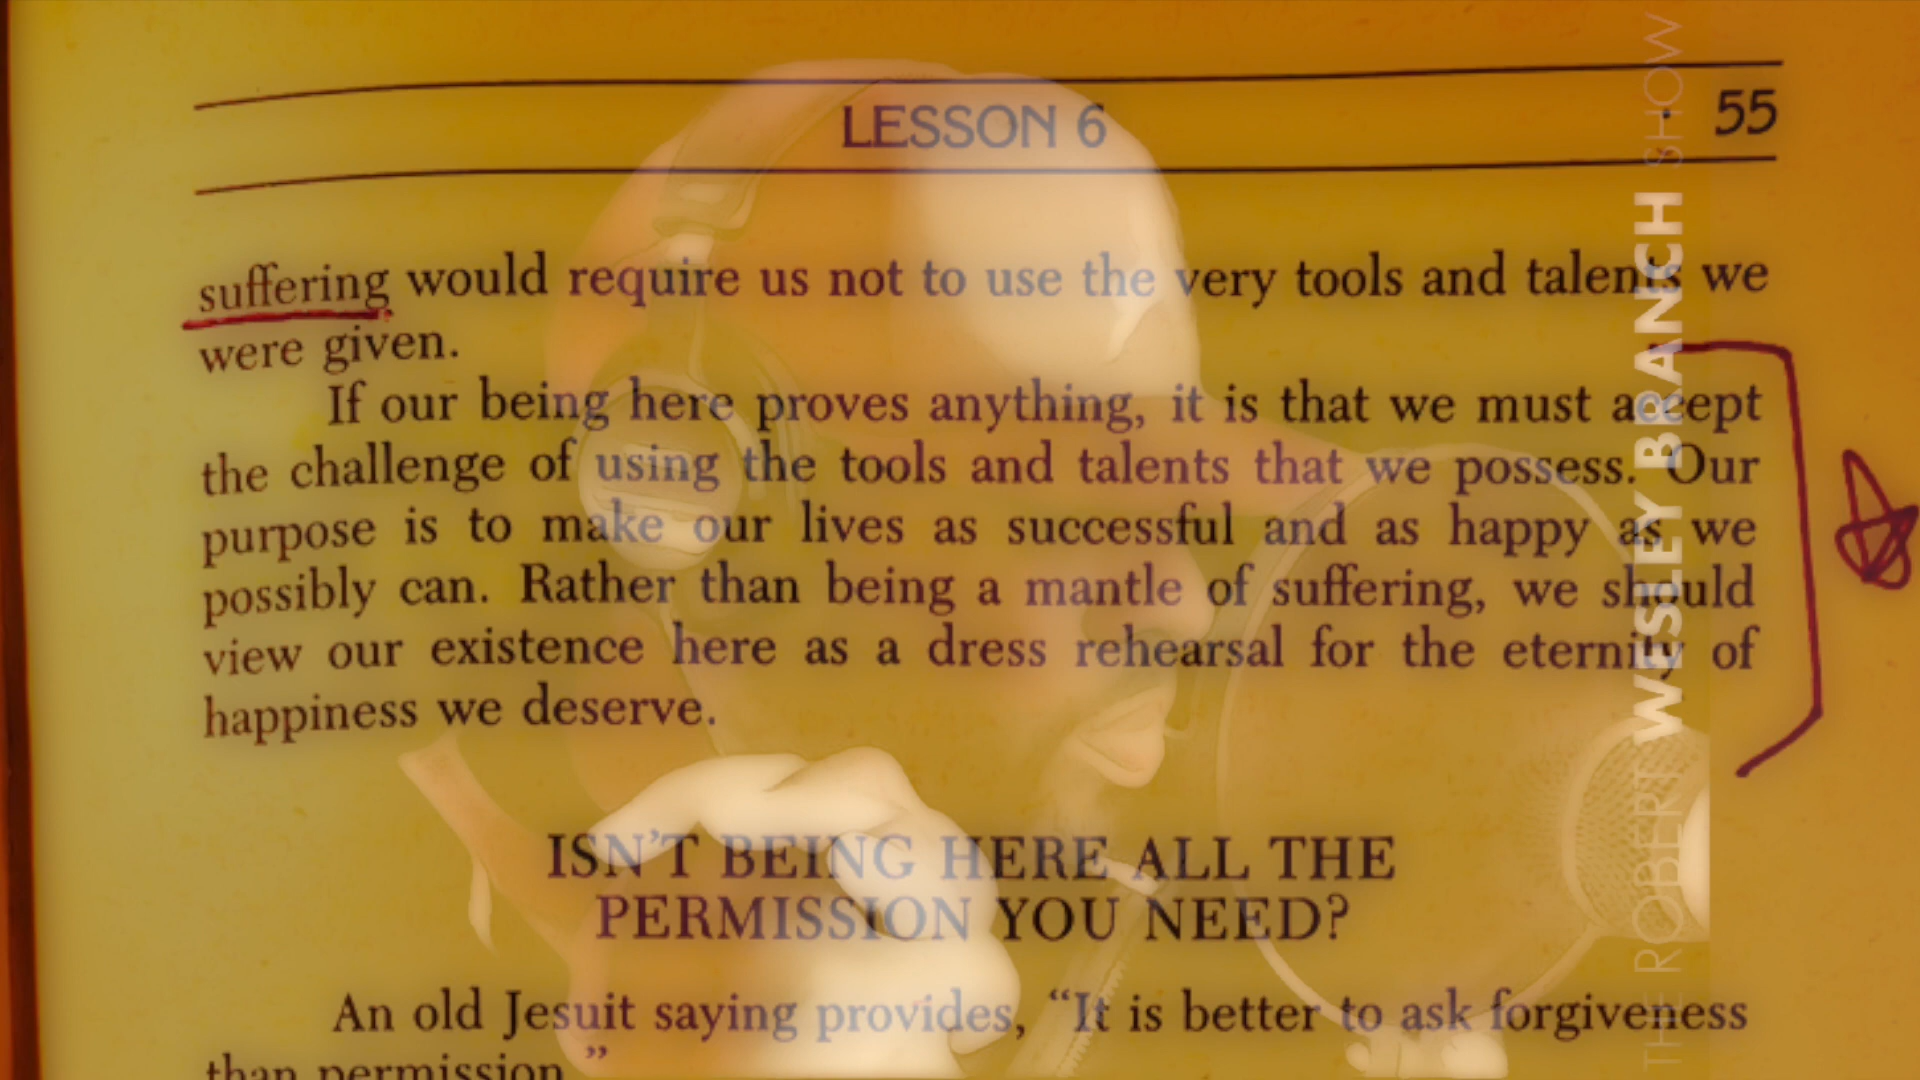 LESSON 6
55
suffering would require us not to use the very tools and talents we
were given.
If our being here proves anything, it is that we must accept
the challenge of using the tools and talents that we possess. Our
purpose is to make our lives as successful and as happy as we
possibly can. Rather than being a mantle of suffering, we should
view our existence here as a dress rehearsal for the eternity of
happiness we deserve.
ISN'T BEING HERE ALL THE
PERMISSION YOU NEED?
An old Jesuit saying provides, “It is better to ask forgiveness
than permission.”
THE ROBERT WESLEY BRANCH SHOW